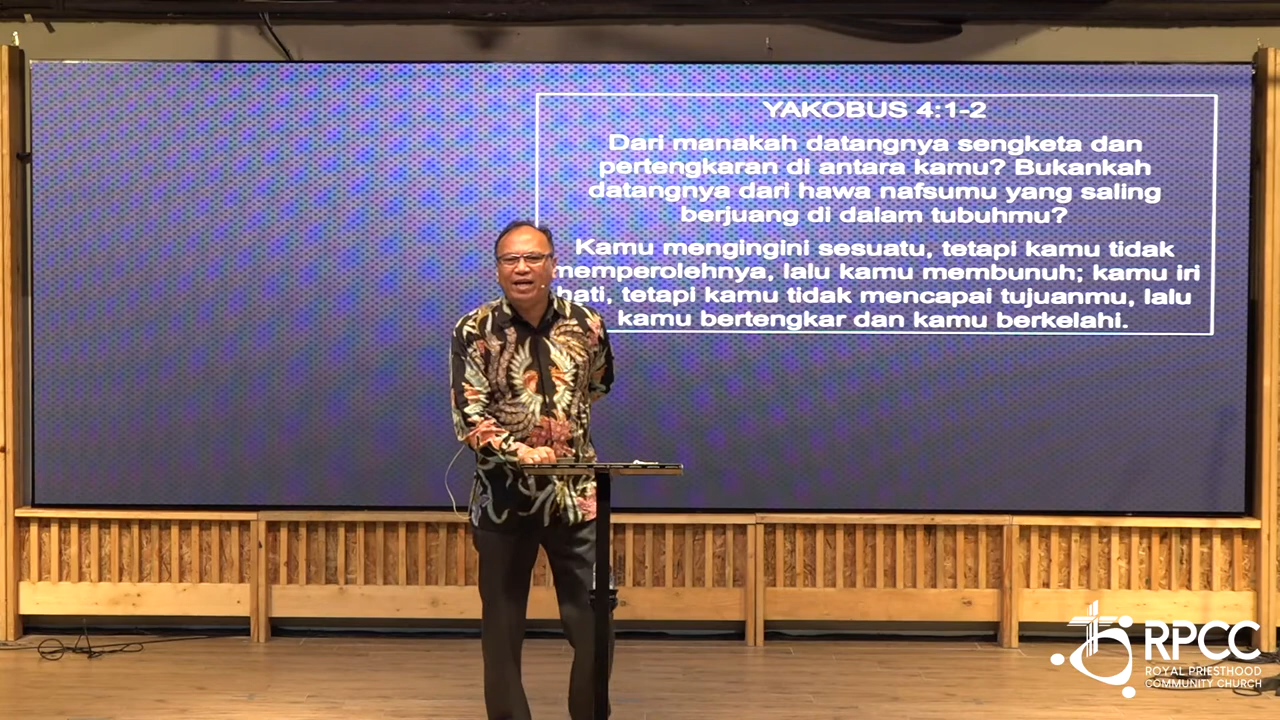 YAKOBUS 4:1-2
Dari manakah datangnya sengketa dan
pertengkaran di antara kamu? Bukankah
datangnya dari hawa nafsumu yang saling
berjuang di dalam tubuhmu?
Kamu mengingini sesuatu, tetapi kamu tidak
memperolehnya, lalu kamu membunuh; kamu iri
hati, tetapi kamu tidak mencapai tujuanmu, lalu
kamu bertengkar dan kamu berkelahi.
RPCC
ROYAL PRIESTHOOD
COMMUNITY CHURCH